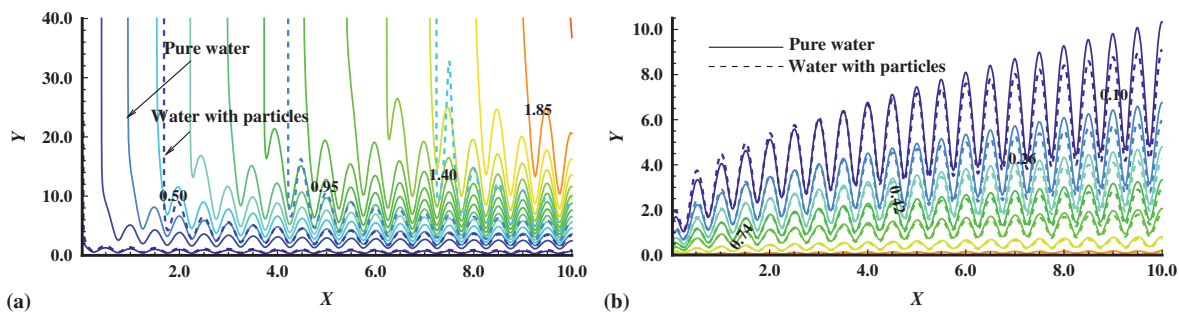 40.0
30.0
20.0
10.0
0.0
Y
Pure water
Water with particles
0.50
0.95
1.40
1.85
2.0 4.0 6.0 8.0 10.0
X
(a)
10.0
8.0
6.0
4.0
2.0
0.0
Y
Pure water
Water with particles
0.10
0.26
0.42
0.74
2.0 4.0 6.0 8.0 10.0
X
(b)